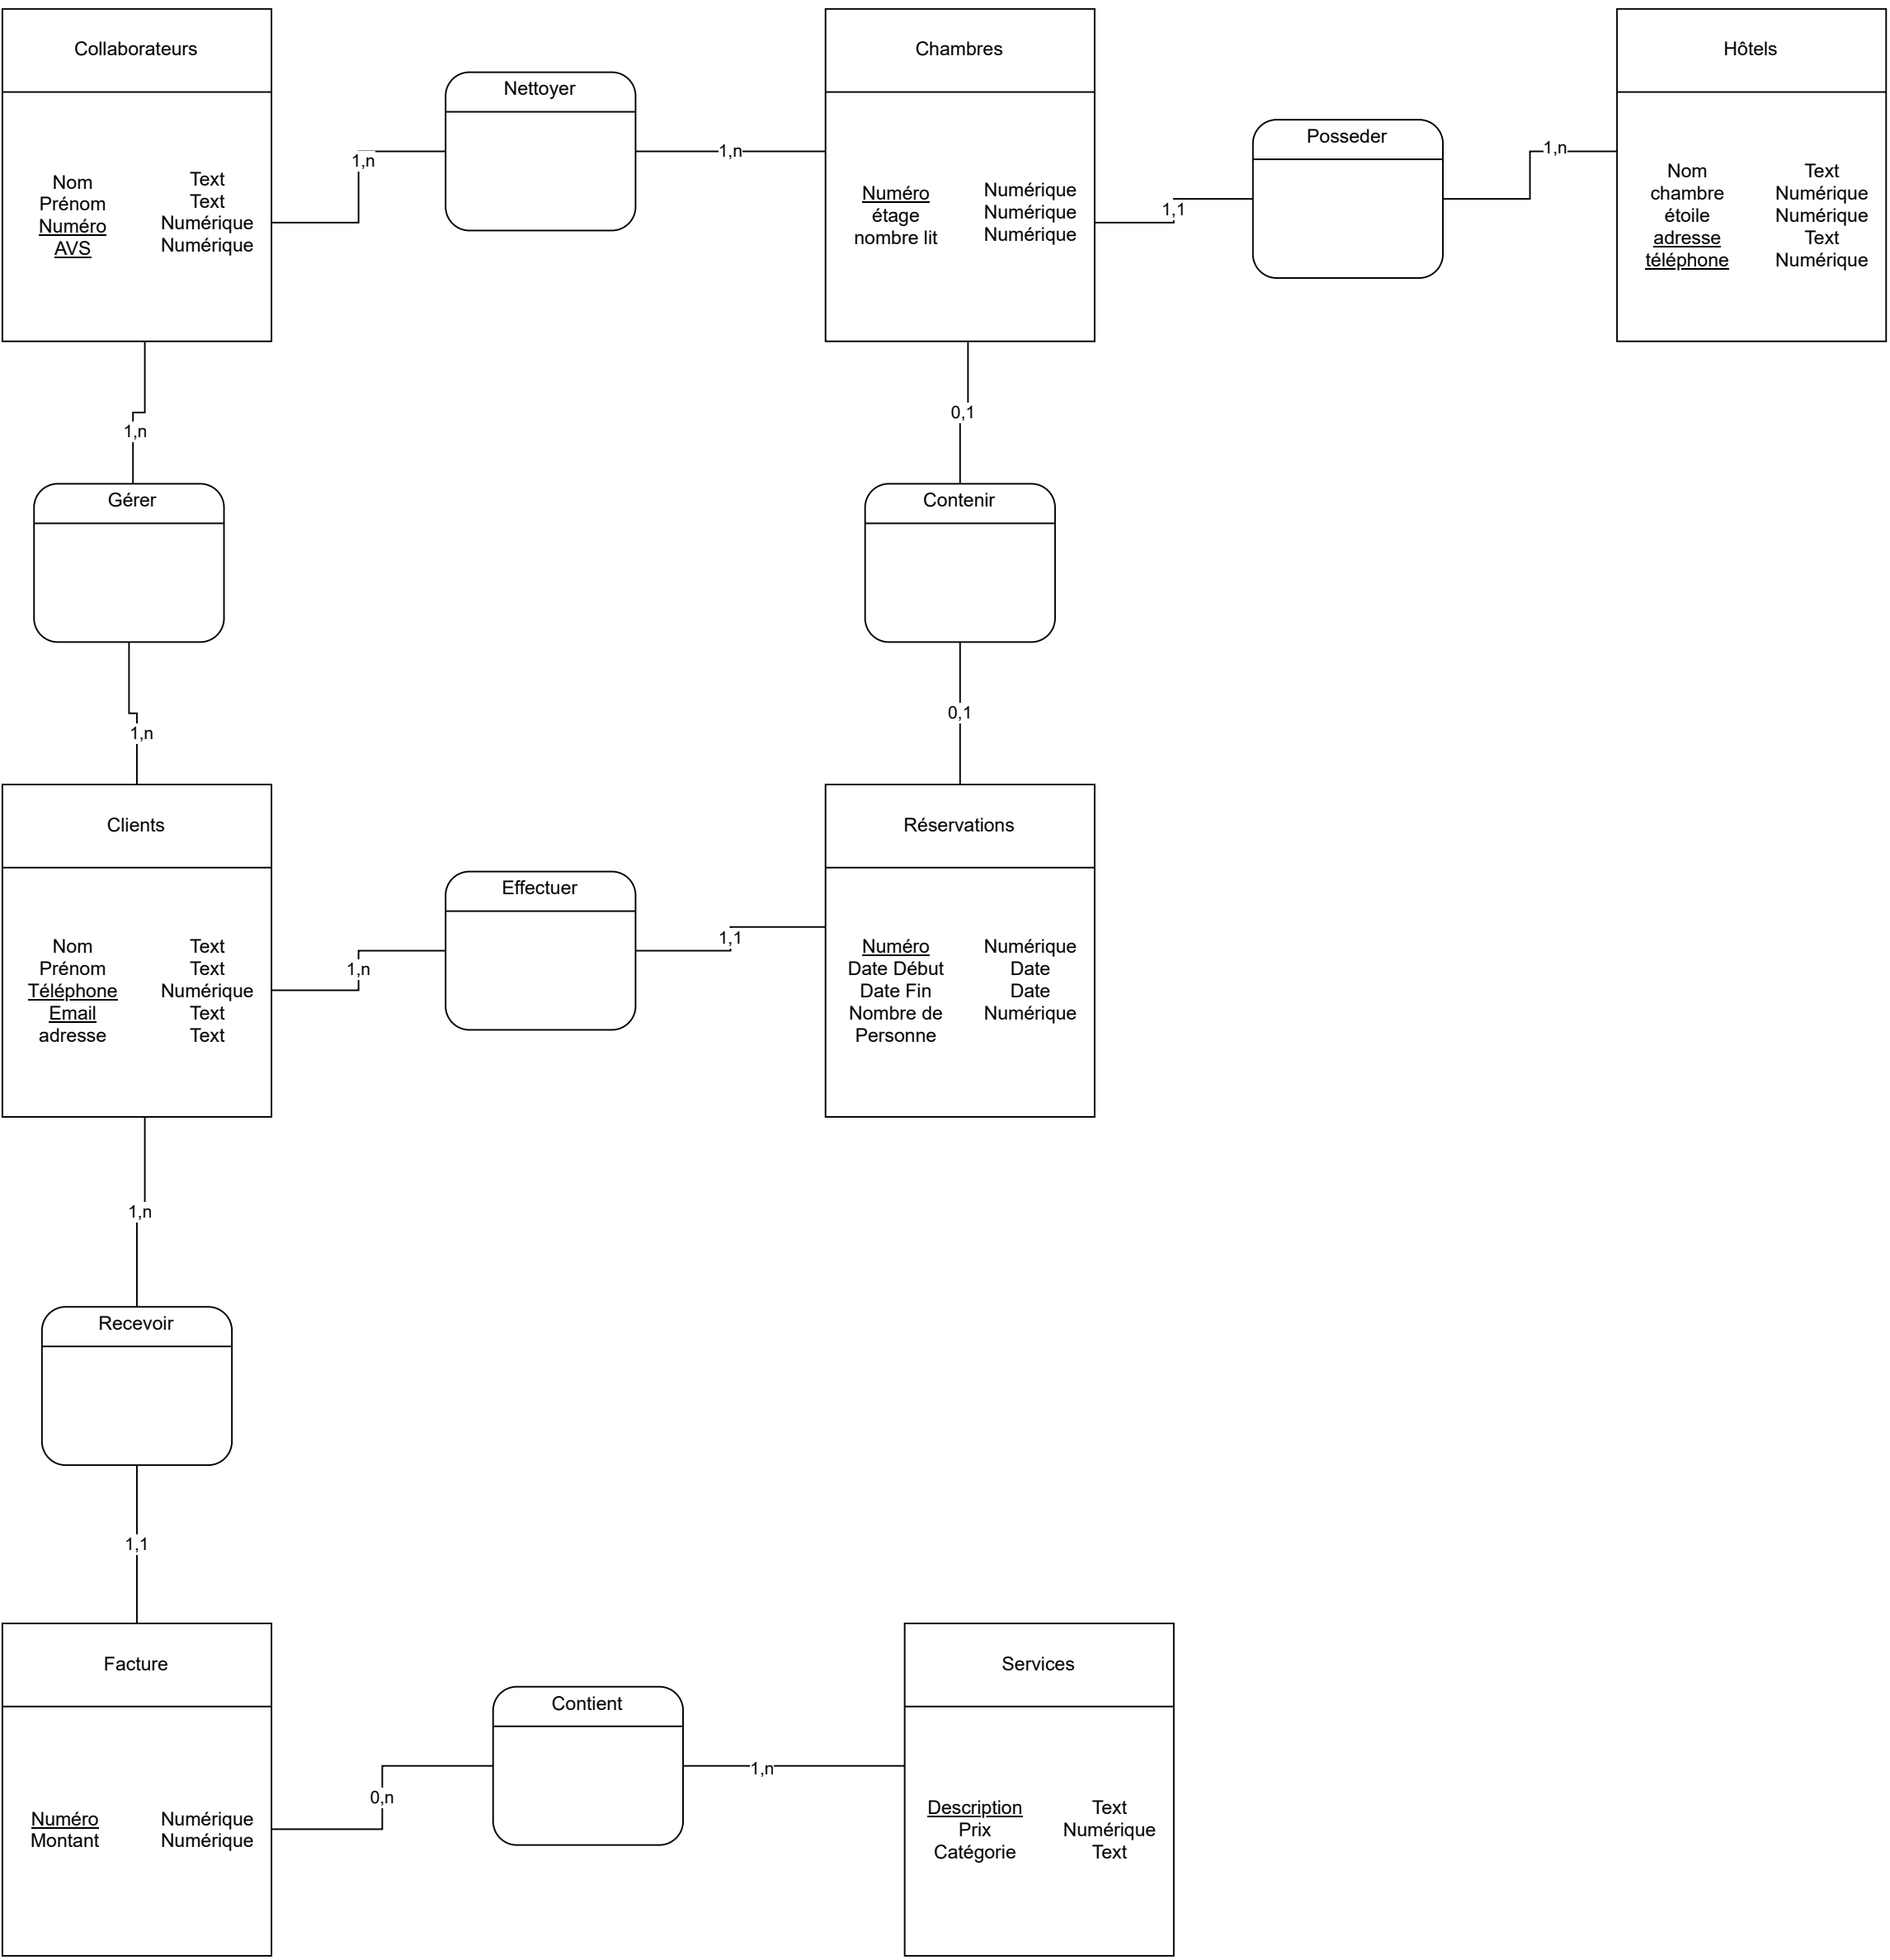 Collaborateurs
Nom
Prénom
Numéro
AVS
Text
Text
Numérique
Numérique
1,n
Nettoyer
1,n
Chambres
Numéro
étage
nombre lit
Numérique
Numérique
Numérique
1,1
Posseder
1,n
Hôtels
Nom
chambre
étoile
adresse
téléphone
Text
Numérique
Numérique
Text
Numérique
1,n
Gérer
1,n
0,1
Contenir
0,1
Clients
Nom
Prénom
Téléphone
Email
adresse
Text
Text
Numérique
Text
Text
1,n
Effectuer
1,1
Réservations
Numéro
Date Début
Date Fin
Nombre de
Personne
Numérique
Date
Date
Numérique
1,n
Recevoir
1,1
Facture
Numéro
Montant
Numérique
Numérique
0,n
Contient
1,n
Services
Description
Prix
Catégorie
Text
Numérique
Text